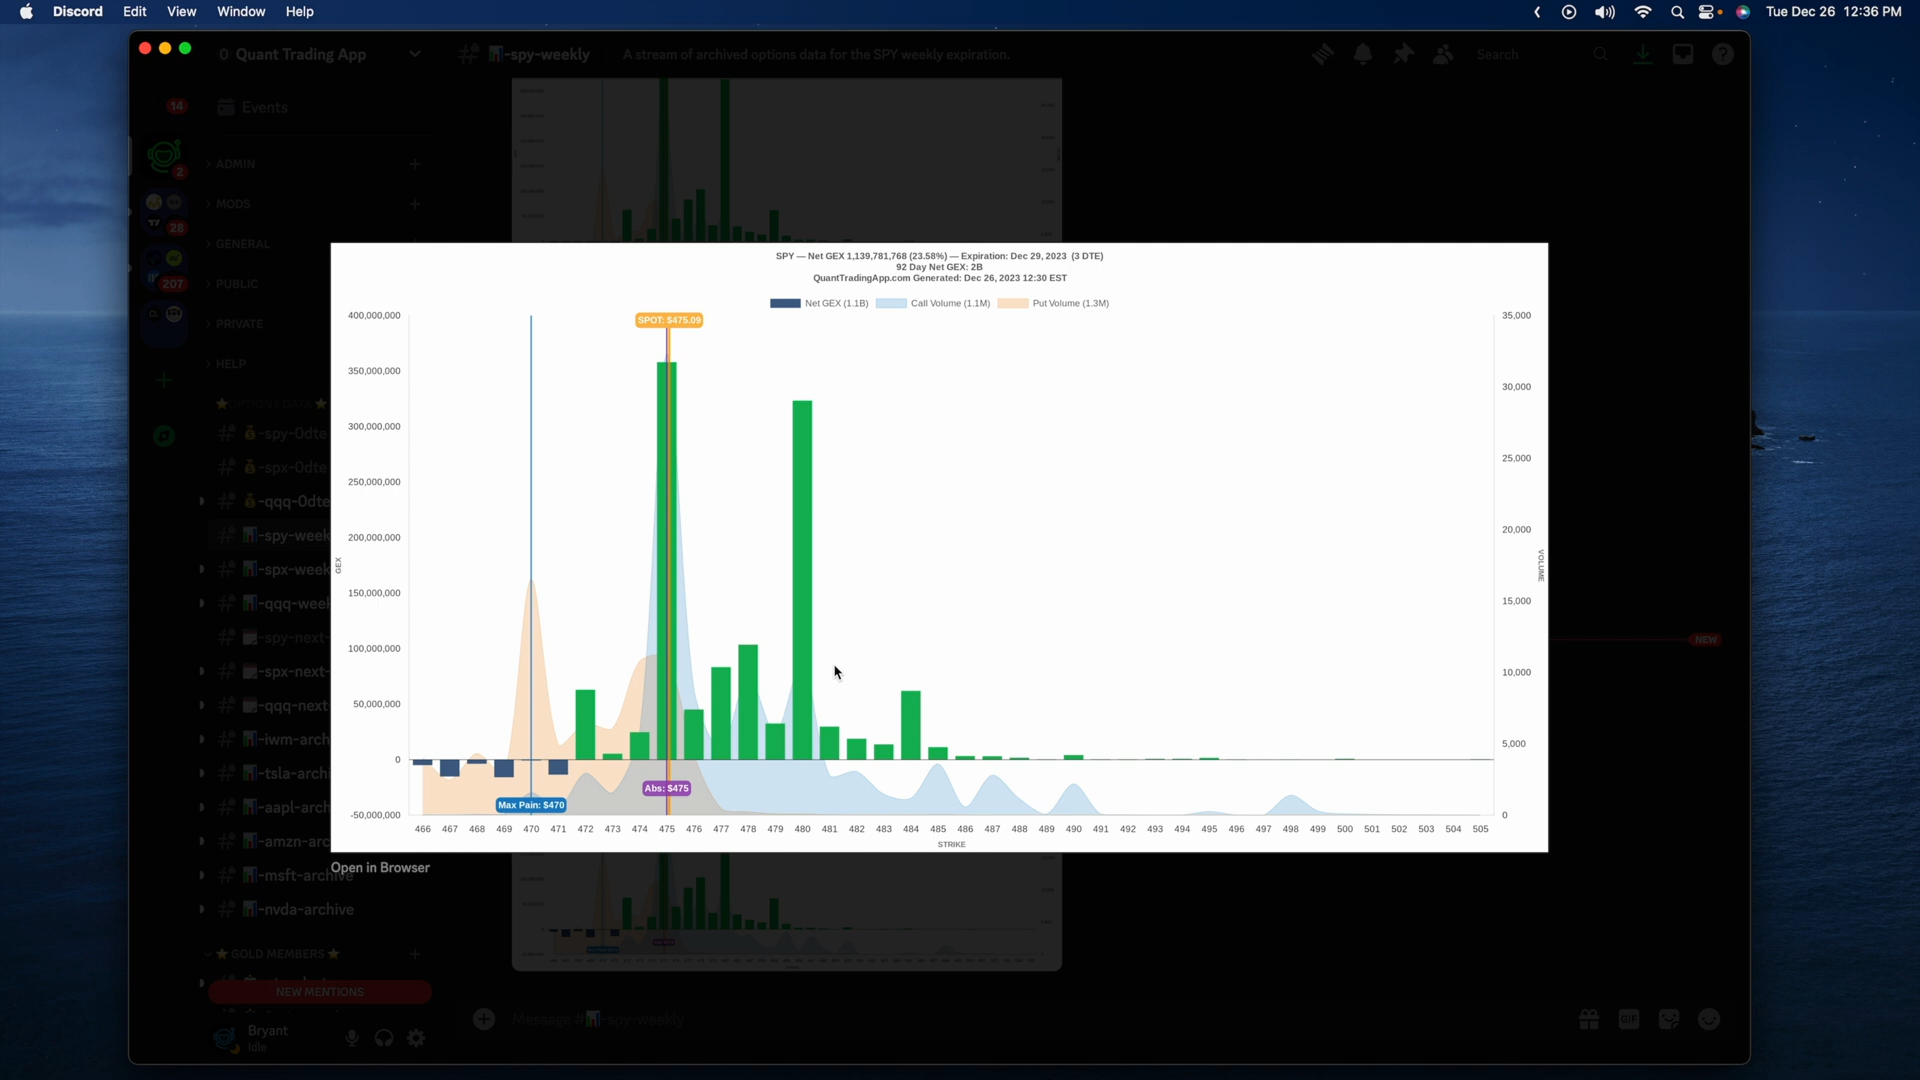 Discord Edit View Window Help
Tue Dec 26 12:36 PM
Quant Trading App
-spy-weekly
A stream of archived options data for the SPY weekly expiration.
Search
14
Events
2
ADMIN
28
MODS
GENERAL
207
PUBLIC
PRIVATE
HELP
-spy-0dte
-spx-0dte
-qqq-0dte
-spy-week
-spx-week
-qqq-week
-spy-next-
-spx-next-
-qqq-next
-iwm-arch
-tsla-archi
-aapl-arch
-amzn-arc
-msft-archive
-nvda-archive
GOLD MEMBERS
NEW MENTIONS
Bryant
Idle
SPY — Net GEX 1,139,781,768 (23.58%) — Expiration: Dec 29, 2023 (3 DTE)
92 Day Net GEX: 2B
QuantTradingApp.com Generated: Dec 26, 2023 12:30 EST
Net GEX (1.1B) Call Volume (1.1M) Put Volume (1.3M)
400,000,000
350,000,000
300,000,000
250,000,000
200,000,000
150,000,000
100,000,000
50,000,000
0
-50,000,000
GEX
SPOT: $475.09
Abs: $475
Max Pain: $470
35,000
30,000
25,000
20,000
15,000
10,000
5,000
0
VOLUME
466 467 468 469 470 471 472 473 474 475 476 477 478 479 480 481 482 483 484 485 486 487 488 489 490 491 492 493 494 495 496 497 498 499 500 501 502 503 504 505
STRIKE
NEW
Open in Browser
Message #-spy-weekly
GIF